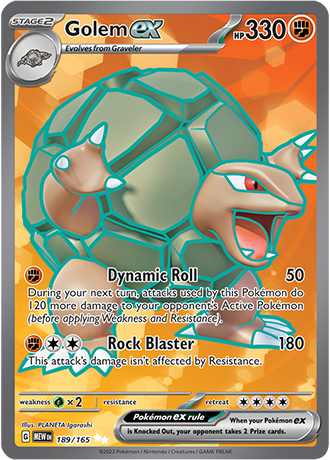 STAGE2 Golem ex HP330
Evolves from Graveler
Dynamic Roll 50
During your next turn, attacks used by this Pokémon do
120 more damage to your opponent's Active Pokémon
(before applying Weakness and Resistance).
Rock Blaster 180
This attack's damage isn't affected by Resistance.
weakness ×2 resistance retreat
Illus. PLANETA Igarashi
Pokémon ex rule
When your Pokémon ex
is Knocked Out, your opponent takes 2 Prize cards.
G MEW EN 189/165
©2023 Pokémon / Nintendo / Creatures / GAME FREAK